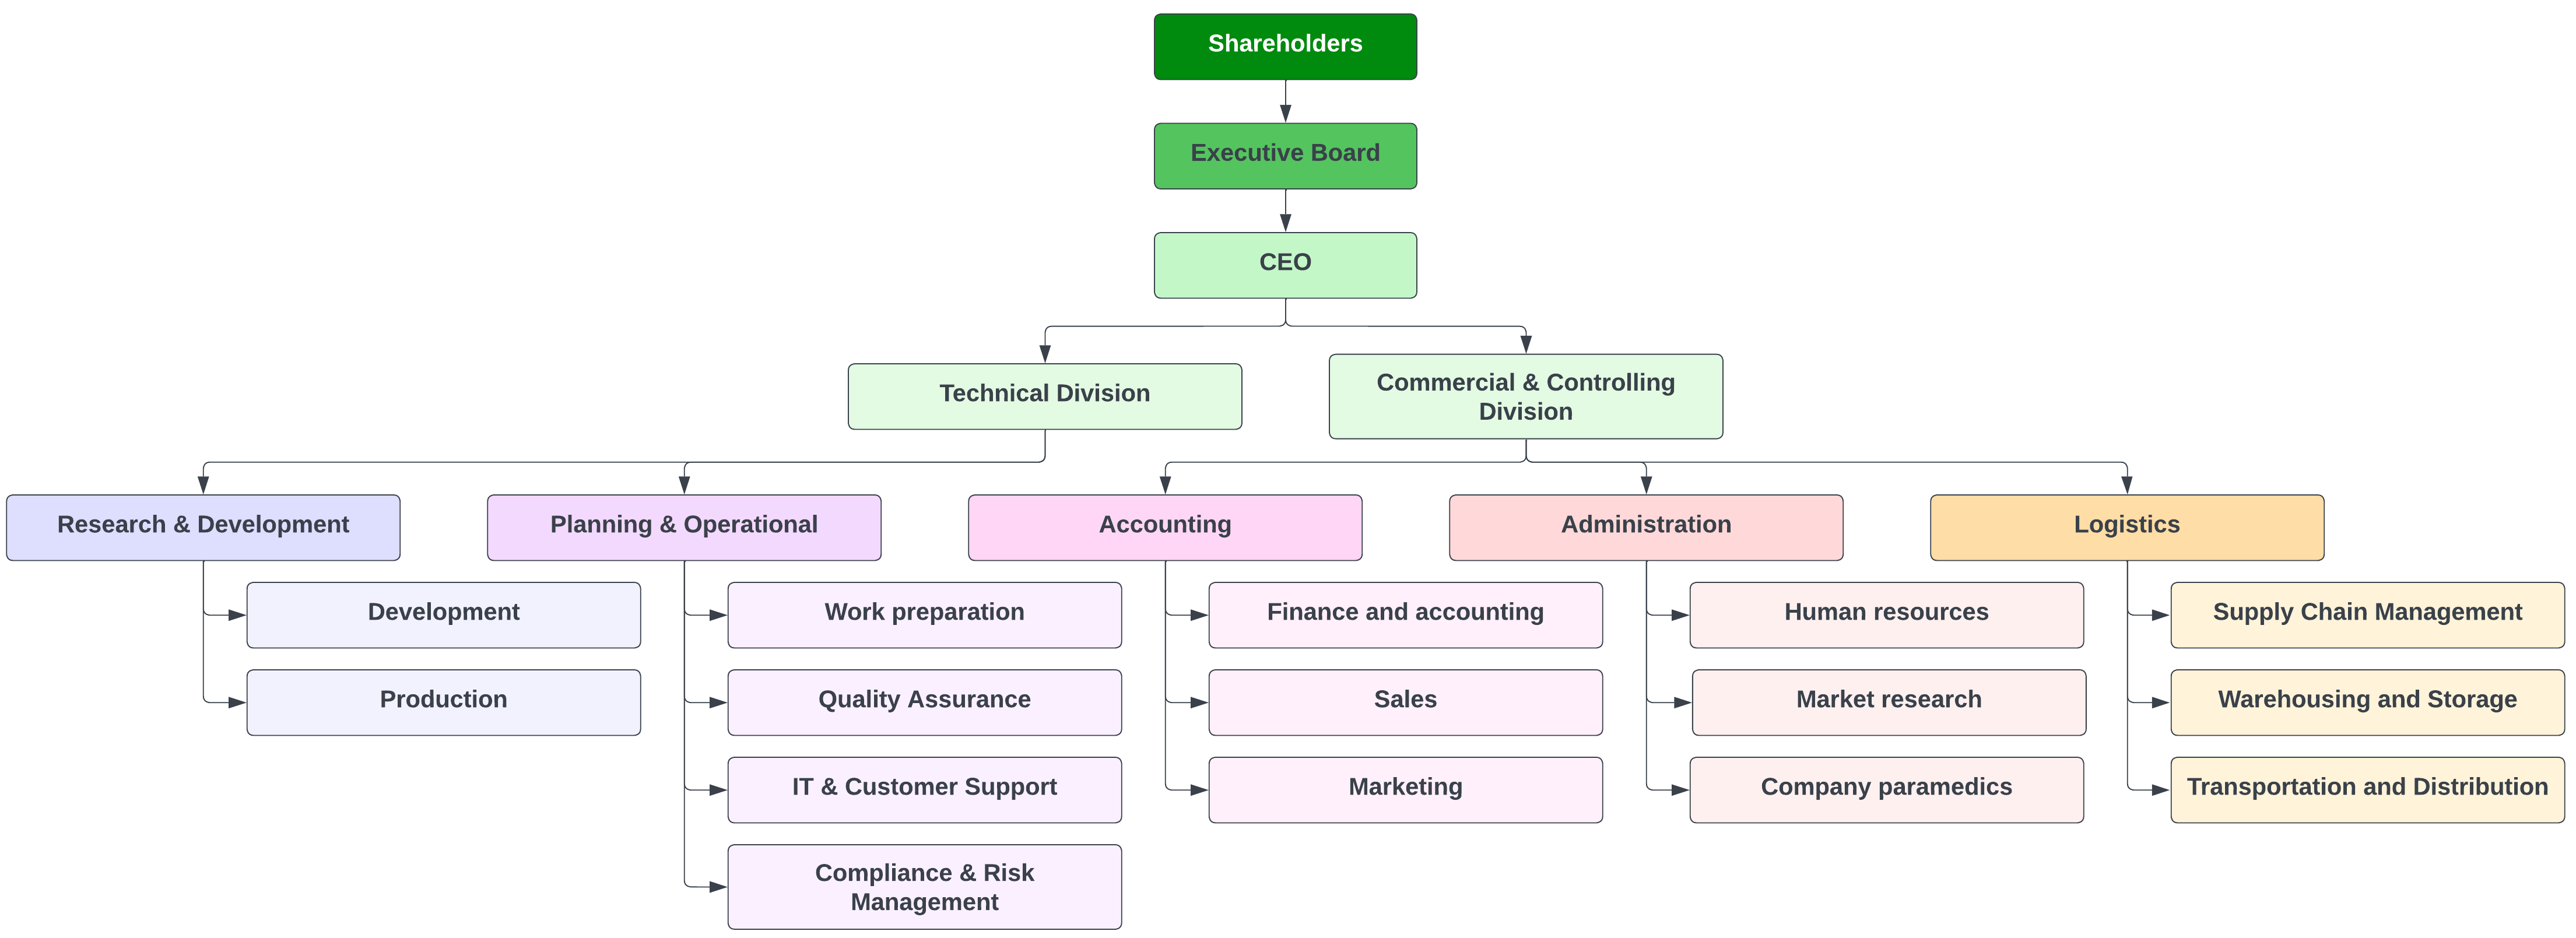 Shareholders
Executive Board
CEO
Technical Division
Commercial & Controlling
Division
Research & Development
Planning & Operational
Accounting
Administration
Logistics
Development
Work preparation
Finance and accounting
Human resources
Supply Chain Management
Production
Quality Assurance
Sales
Market research
Warehousing and Storage
IT & Customer Support
Marketing
Company paramedics
Transportation and Distribution
Compliance & Risk
Management